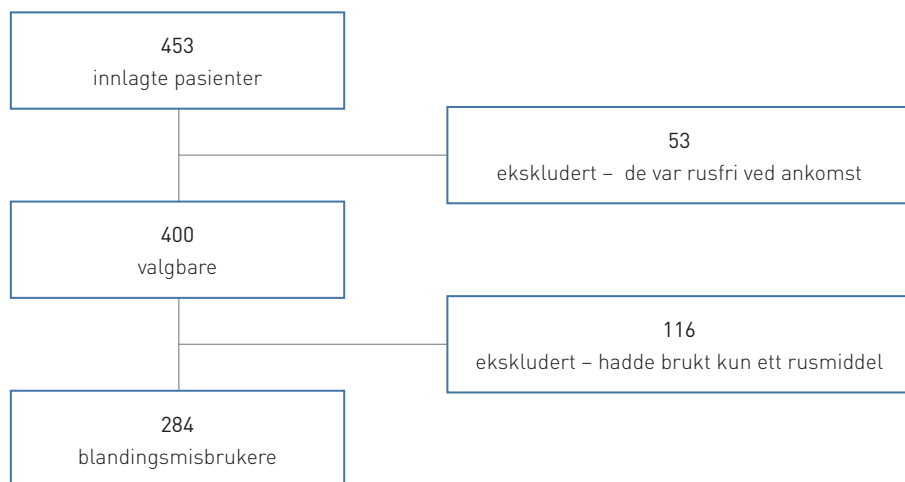 453
innlagte pasienter
53
ekskludert – de var rusfri ved ankomst
400
valgbare
116
ekskludert – hadde brukt kun ett rusmiddel
284
blandingsmisbrukere